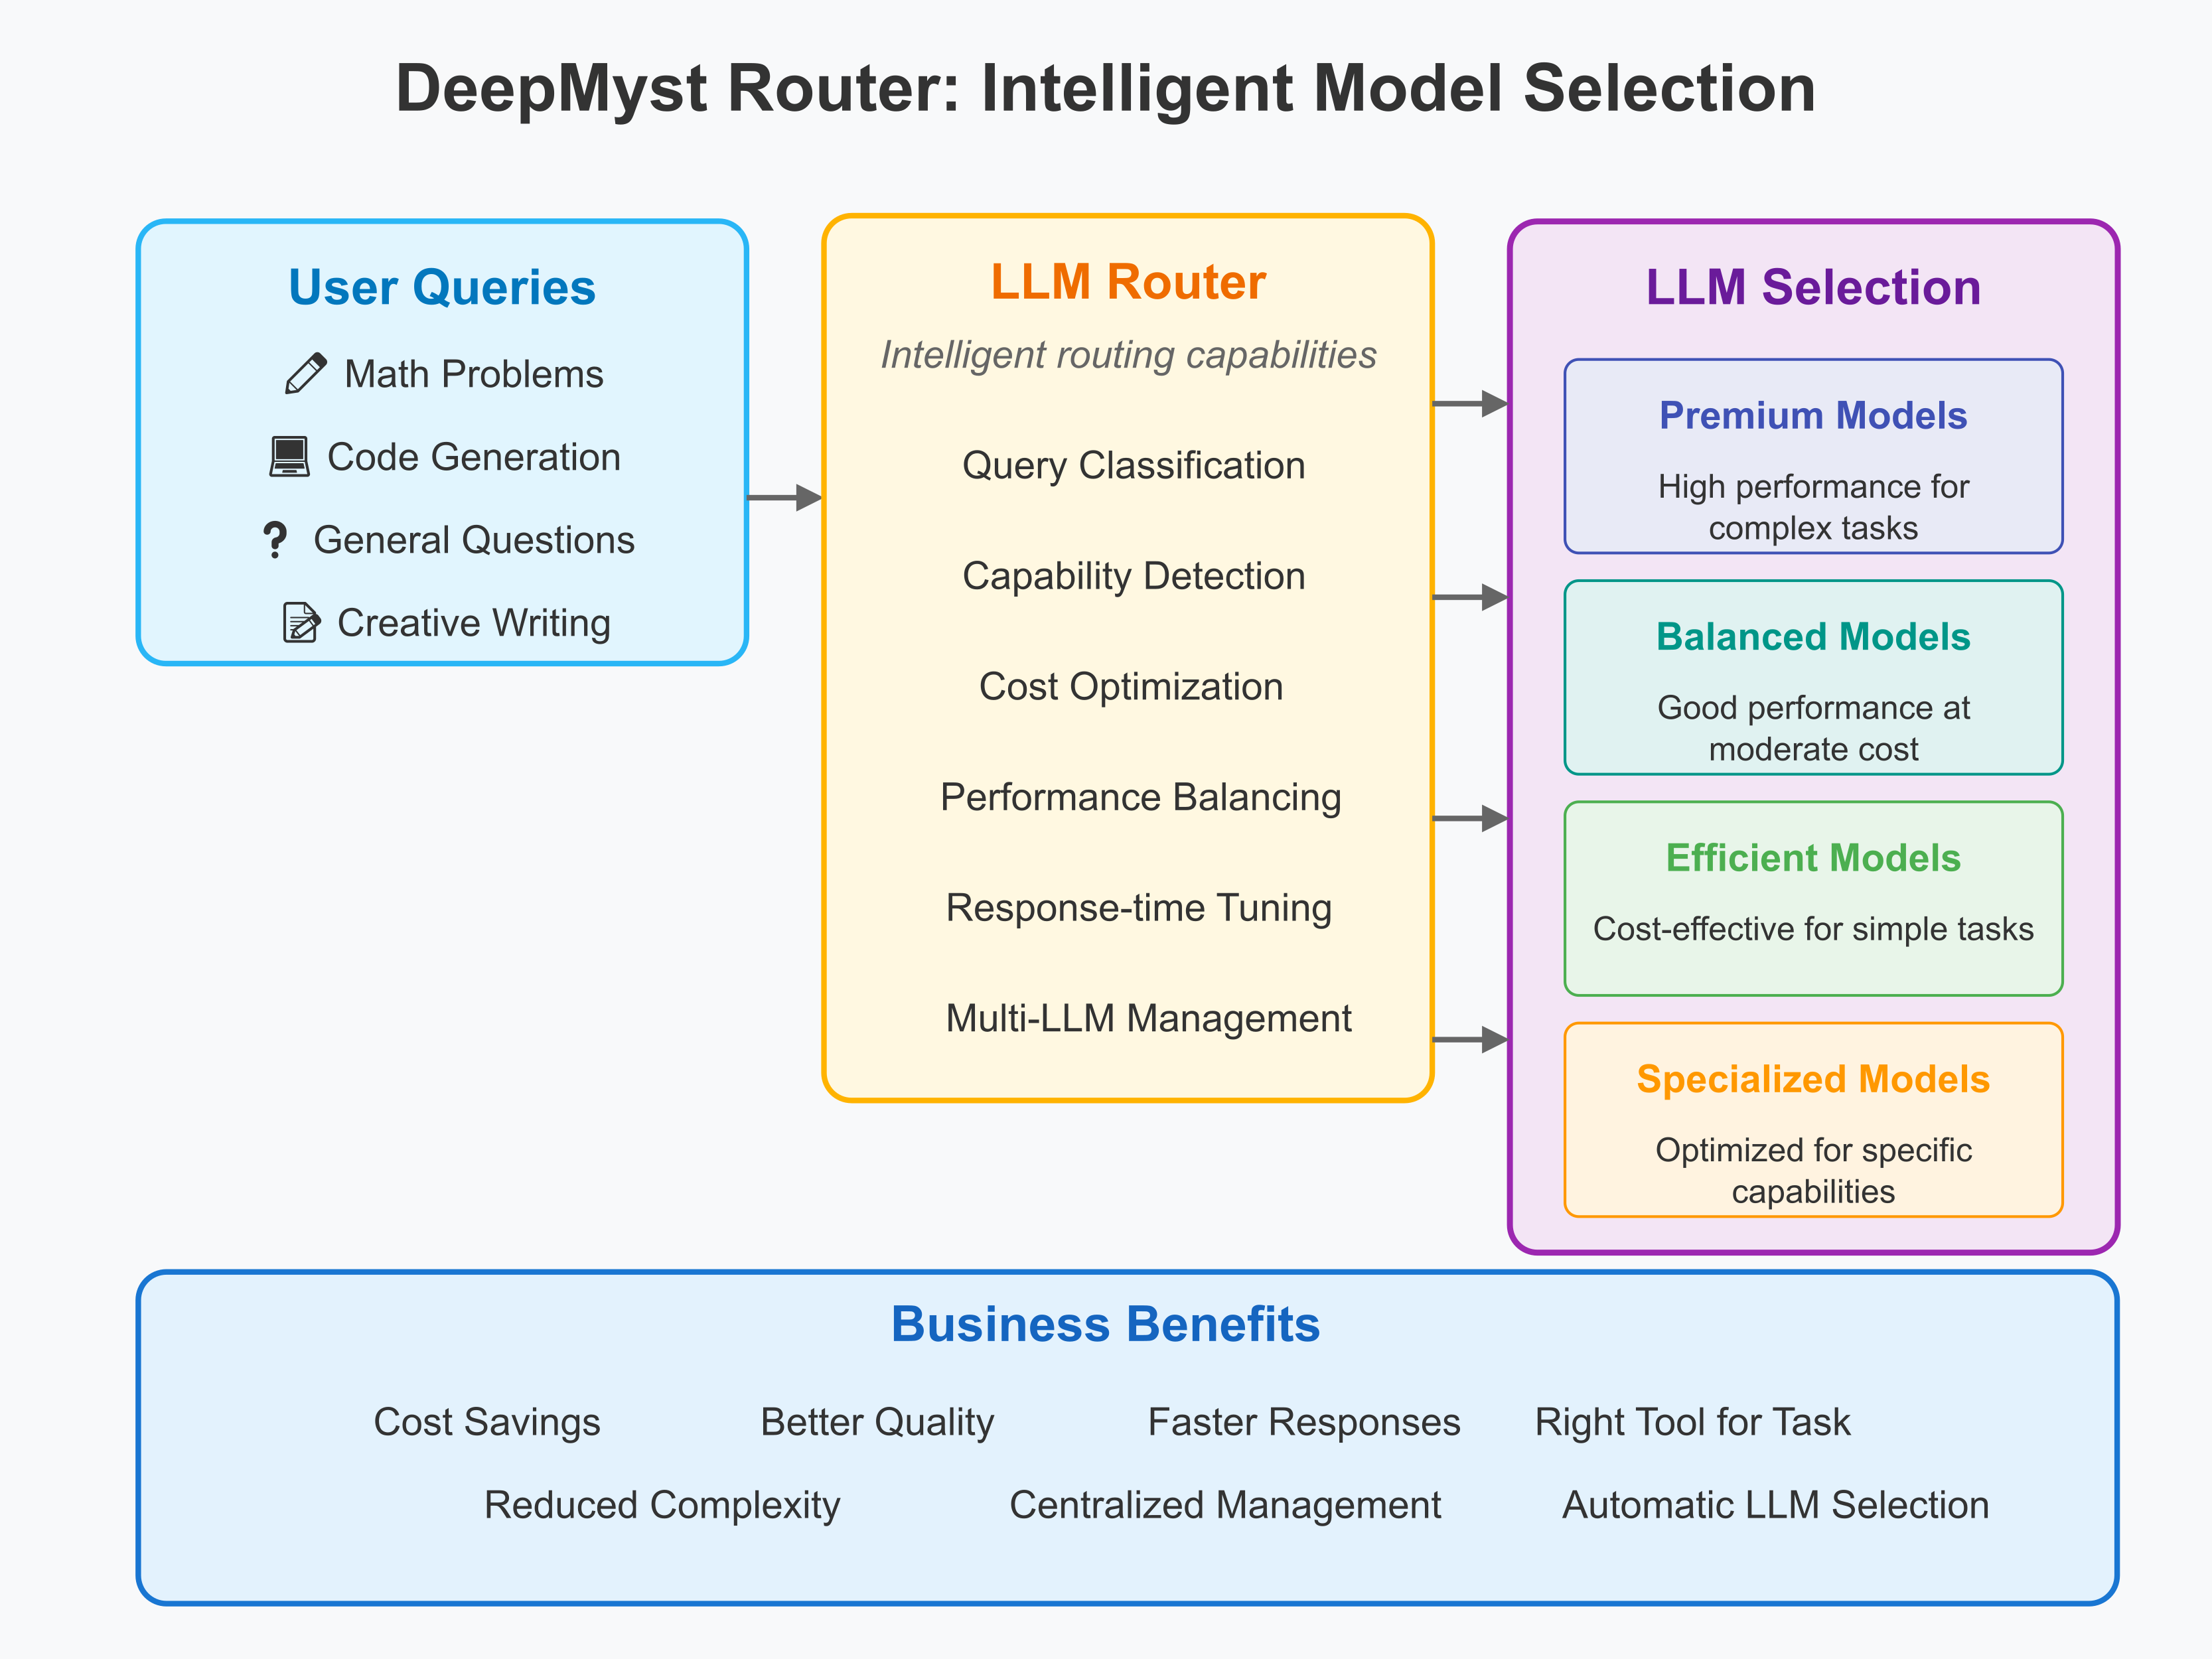 DeepMyst Router: Intelligent Model Selection
User Queries
Math Problems
Code Generation
? General Questions
Creative Writing
LLM Router
Intelligent routing capabilities
Query Classification
Capability Detection
Cost Optimization
Performance Balancing
Response-time Tuning
Multi-LLM Management
LLM Selection
Premium Models
High performance for
complex tasks
Balanced Models
Good performance at
moderate cost
Efficient Models
Cost-effective for simple tasks
Specialized Models
Optimized for specific
capabilities
Business Benefits
Cost Savings Better Quality Faster Responses Right Tool for Task
Reduced Complexity Centralized Management Automatic LLM Selection